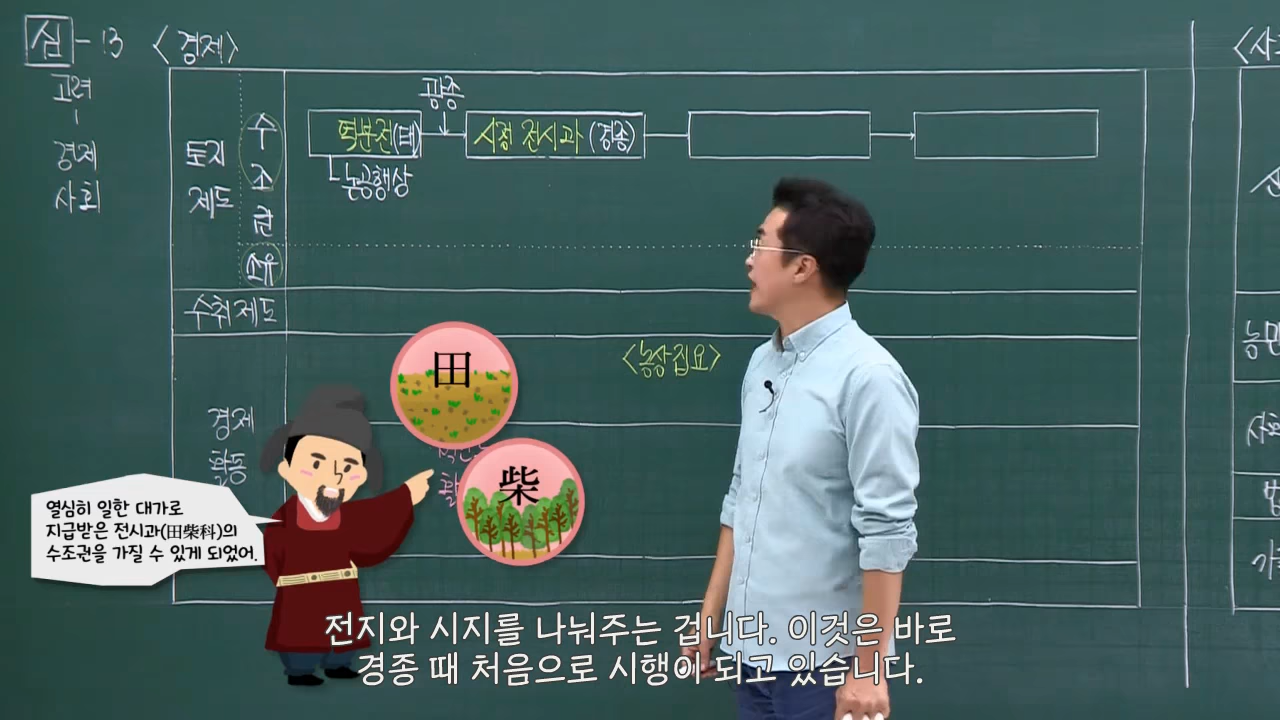 심-13 <경제>
고려
경제
사회
토지
제도
수
조
권
소유
역분전(태)
논공행상
광종
시정 전시과 (경종)
수취 제도
<농상집요>
경제
활동
田
柴
열심히 일한 대가로
지급받은 전시과(田柴科)의
수조권을 가질 수 있게 되었어.
전지와 시지를 나눠주는 겁니다. 이것은 바로
경종 때 처음으로 시행이 되고 있습니다.